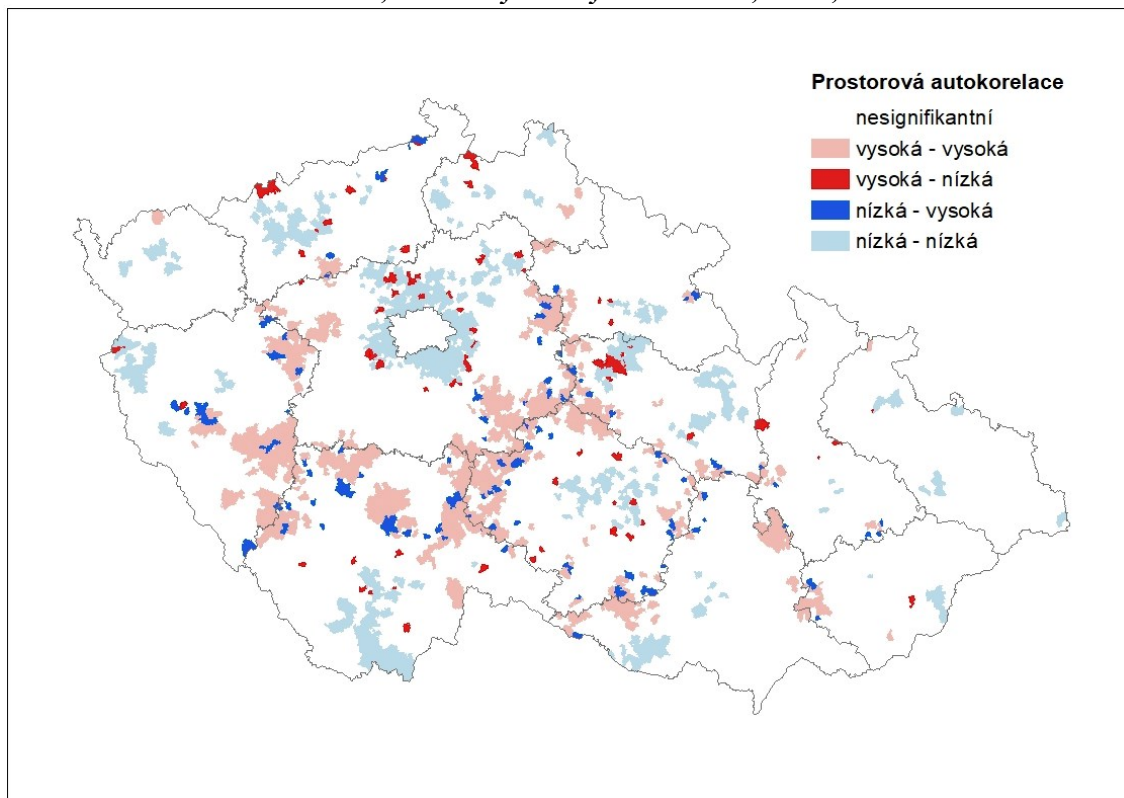 Prostorová autokorelace
nesignifikantní
vysoká - vysoká
vysoká - nízká
nízká - vysoká
nízká - nízká